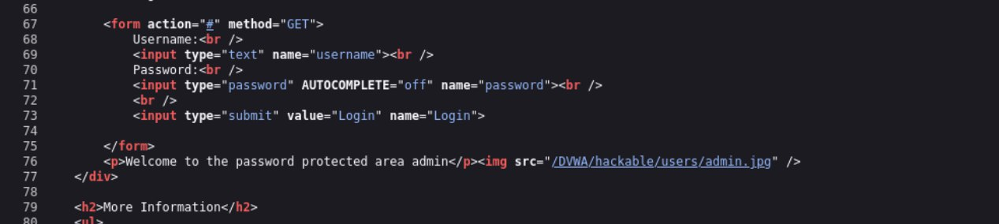 66
67 <form action="#" method="GET">
68 Username:<br />
69 <input type="text" name="username"><br />
70 Password:<br />
71 <input type="password" AUTOCOMPLETE="off" name="password"><br />
72 <br />
73 <input type="submit" value="Login" name="Login">
74
75 </form>
76 <p>Welcome to the password protected area admin</p><img src="/DVWA/hackable/users/admin.jpg" />
77 </div>
78
79 <h2>More Information</h2>
80 <ul>